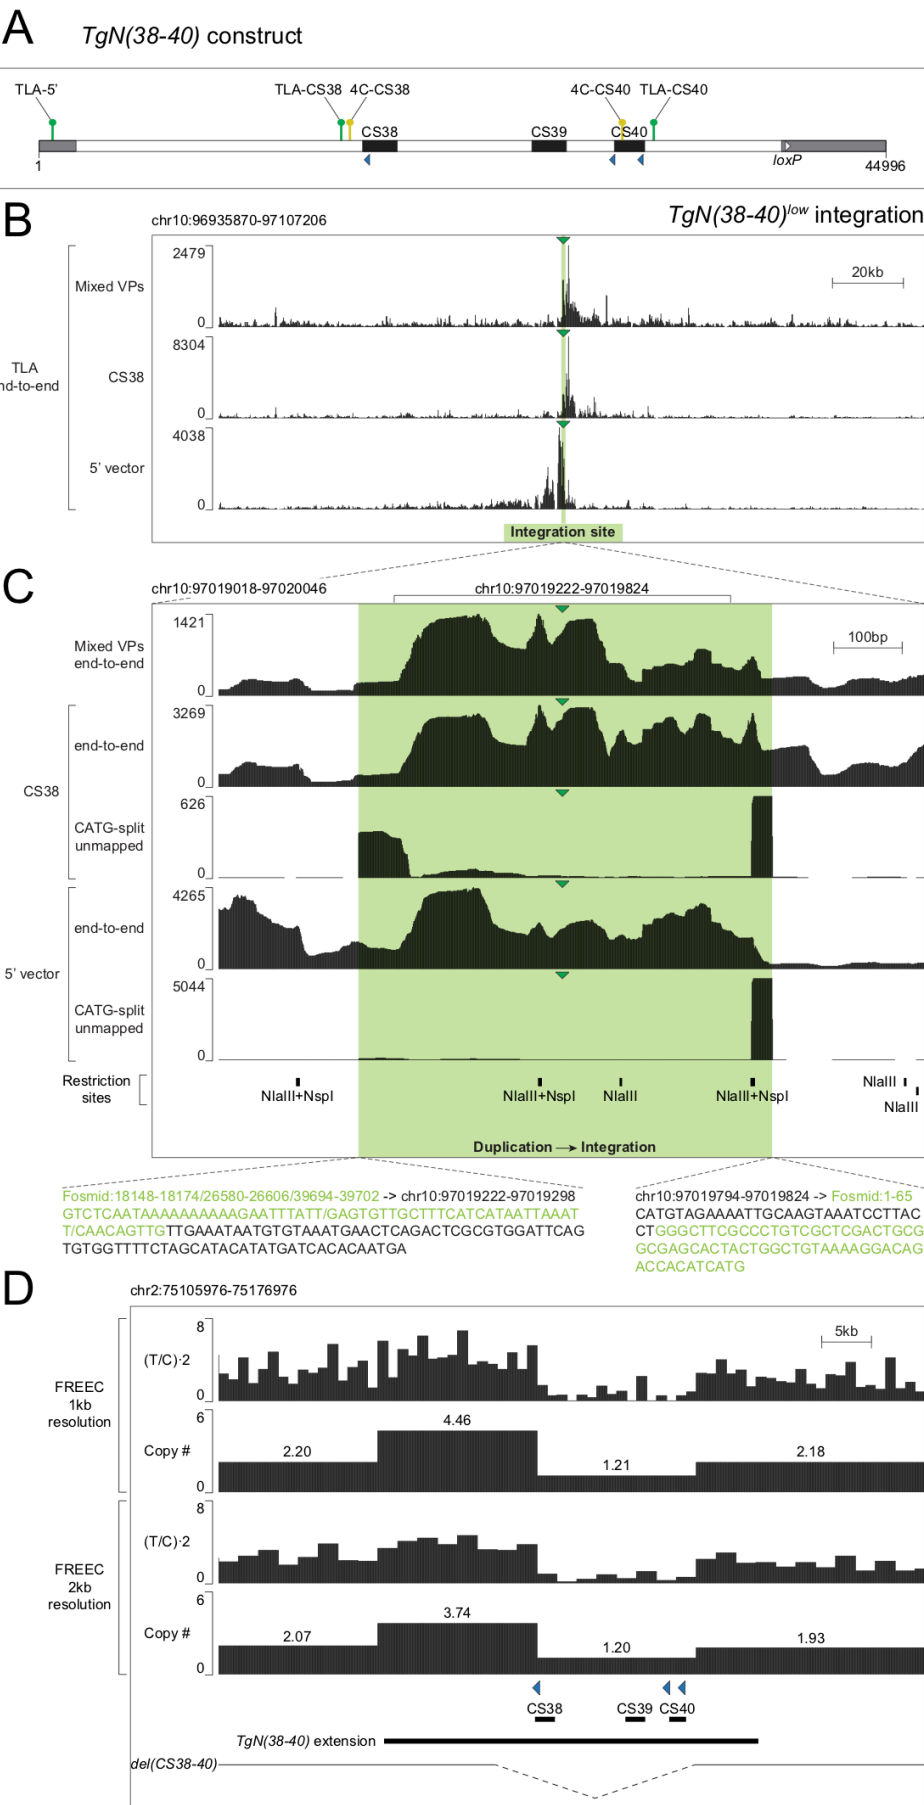 A
TgN(38-40) construct
TLA-5'
TLA-CS38
4C-CS38
4C-CS40
TLA-CS40
CS38
CS39
CS40
1
loxP
44996
B
chr10:96935870-97107206
TgN(38-40)low integration
2479
Mixed VPs
20kb
0
8304
TLA
nd-to-end
CS38
0
4038
5' vector
0
Integration site
C
chr10:97019018-97020046
chr10:97019222-97019824
1421
Mixed VPs
end-to-end
100bp
0
3269
end-to-end
0
CS38
626
CATG-split
unmapped
0
4265
end-to-end
0
5' vector
5044
CATG-split
unmapped
0
Restriction
sites
NlaIII+NspI
NlaIII+NspI
NlaIII
NlaIII+NspI
NlaIII
NlaIII
Duplication → Integration
Fosmid:18148-18174/26580-26606/39694-39702 -> chr10:97019222-97019298
GTCTCAATAAAAAAAAAAAGAATTTATT/GAGTGTTGCTTTCATCATAATTAAAT
T/CAACAGTTGTTGAAATAATGTGTAAATGAACTCAGACTCGCGTGGATTCAG
TGTGGTTTTCTAGCATACATATGATCACACAATGA
chr10:97019794-97019824 -> Fosmid:1-65
CATGTAGAAAATTGCAAGTAAATCCTTAC
CTGGGCTTCGCCCTGTCGCTCGACTGCG
GCGAGCACTACTGGCTGTAAAAGGACAG
ACCACATCATG
D
chr2:75105976-75176976
8
(T/C)·2
5kb
0
FREEC
1kb
resolution
6
Copy #
2.20
4.46
1.21
2.18
0
8
(T/C)·2
0
FREEC
2kb
resolution
6
Copy #
2.07
3.74
1.20
1.93
0
CS38
CS39
CS40
TgN(38-40) extension
del(CS38-40)